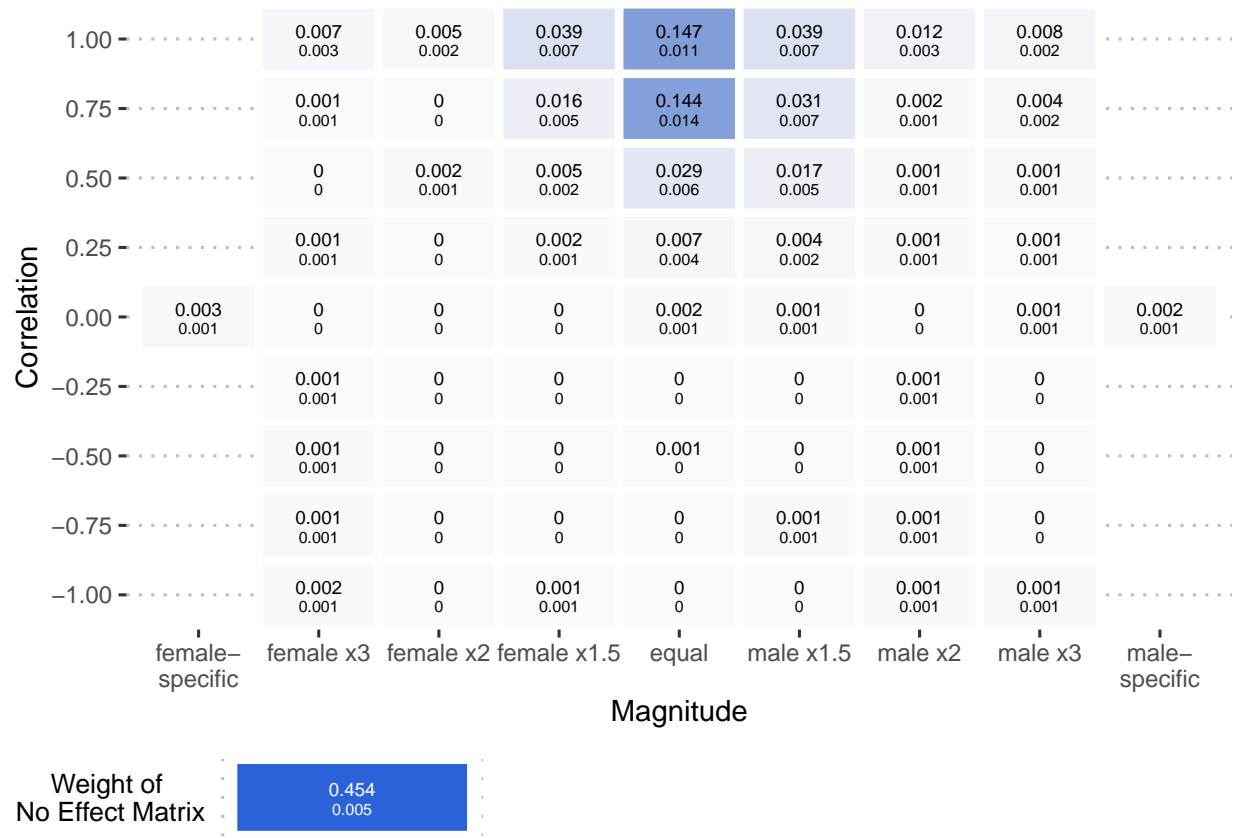 1.00
0.007 0.005 0.039 0.147 0.039 0.012 0.008
0.003 0.002 0.007 0.011 0.007 0.003 0.002
0.75
0.001 0 0.016 0.144 0.031 0.002 0.004
0.001 0 0.005 0.014 0.007 0.001 0.002
0.50
0 0.002 0.005 0.029 0.017 0.001 0.001
0 0.001 0.002 0.006 0.005 0.001 0.001
0.25
0.001 0 0.002 0.007 0.004 0.001 0.001
0.001 0 0.001 0.004 0.002 0.001 0.001
0.00
0.003 0 0 0 0.002 0.001 0 0.001 0.002
0.001 0 0 0 0.001 0.001 0 0.001 0.001
−0.25
0.001 0 0 0 0 0.001 0
0.001 0 0 0 0 0.001 0
−0.50
0.001 0 0 0.001 0 0.001 0
0.001 0 0 0 0 0.001 0
−0.75
0.001 0 0 0 0.001 0.001 0
0.001 0 0 0 0.001 0.001 0
−1.00
0.002 0 0.001 0 0 0.001 0.001
0.001 0 0.001 0 0 0.001 0.001
Correlation
female− female x3 female x2 female x1.5 equal male x1.5 male x2 male x3 male−
specific specific
Magnitude
Weight of
No Effect Matrix
0.454
0.005